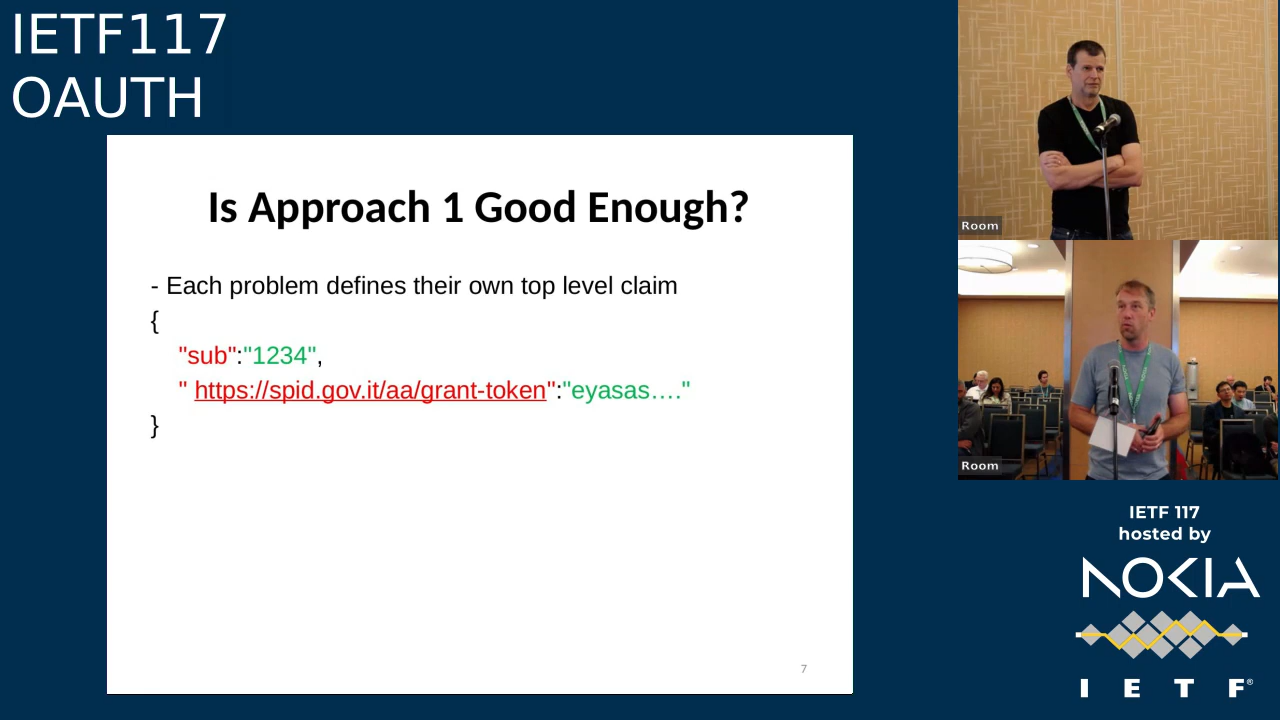 IETF117
OAUTH
Is Approach 1 Good Enough?
- Each problem defines their own top level claim
{
"sub":"1234",
" https://spid.gov.it/aa/grant-token":"eyasas…."
}
7
Room
Room
IETF 117
hosted by
NOKIA
I E T F®